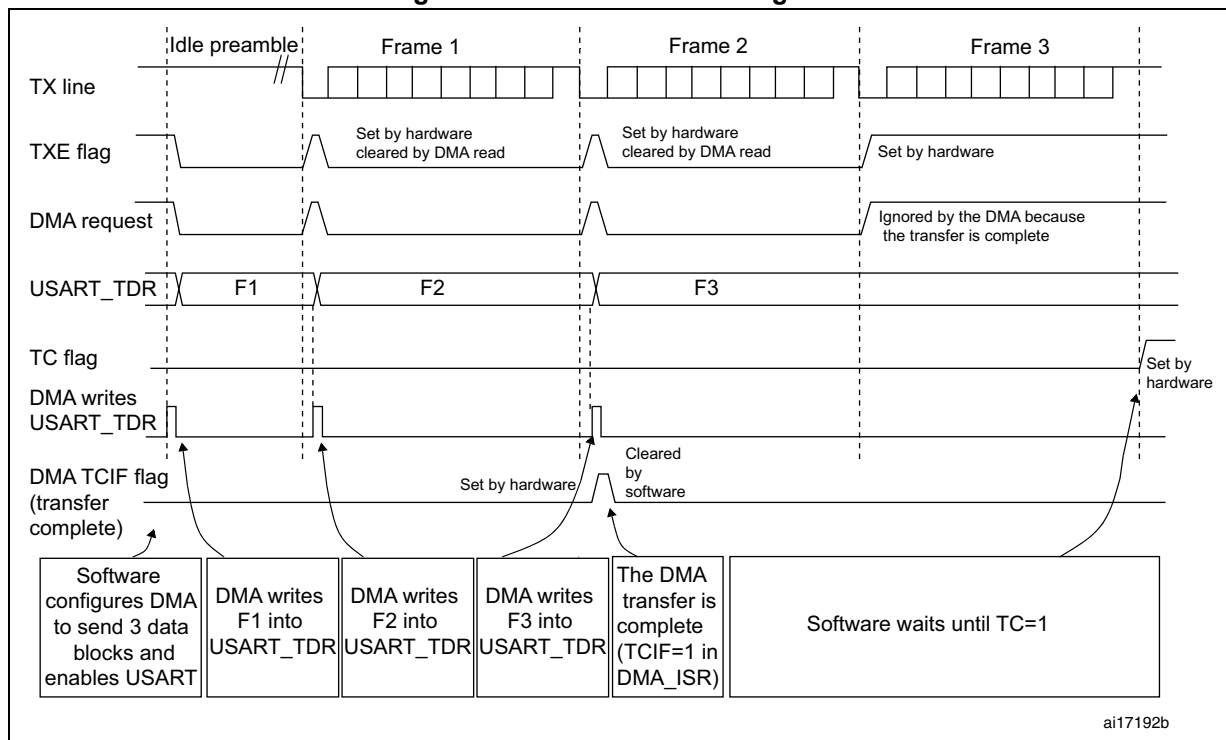 Idle preamble
Frame 1
Frame 2
Frame 3
TX line
TXE flag
Set by hardware
cleared by DMA read
Set by hardware
cleared by DMA read
Set by hardware
DMA request
Ignored by the DMA because
the transfer is complete
USART_TDR
F1
F2
F3
TC flag
Set by
hardware
DMA writes
USART_TDR
DMA TCIF flag
(transfer
complete)
Set by hardware
Cleared
by
software
Software
configures DMA
to send 3 data
blocks and
enables USART
DMA writes
F1 into
USART_TDR
DMA writes
F2 into
USART_TDR
DMA writes
F3 into
USART_TDR
The DMA
transfer is
complete
(TCIF=1 in
DMA_ISR)
Software waits until TC=1
ai17192b